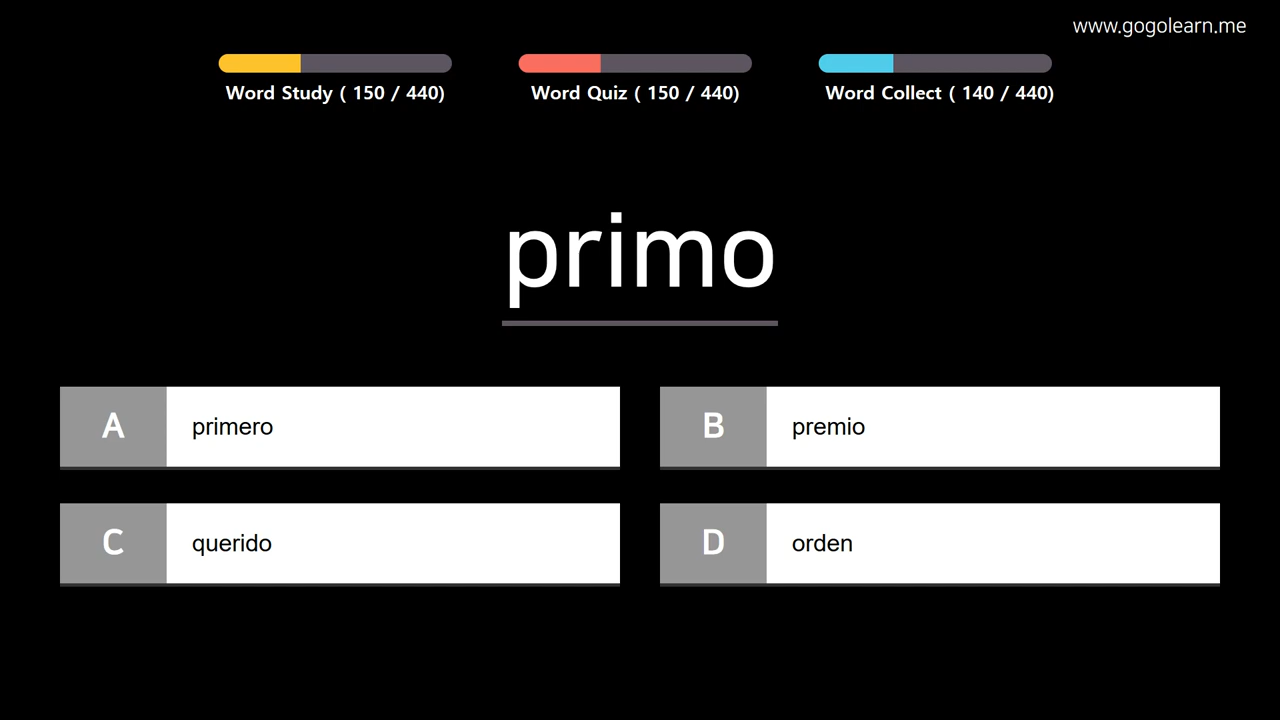 www.gogolearn.me
Word Study ( 150 / 440)
Word Quiz ( 150 / 440)
Word Collect ( 140 / 440)
primo
A primero
B premio
C querido
D orden